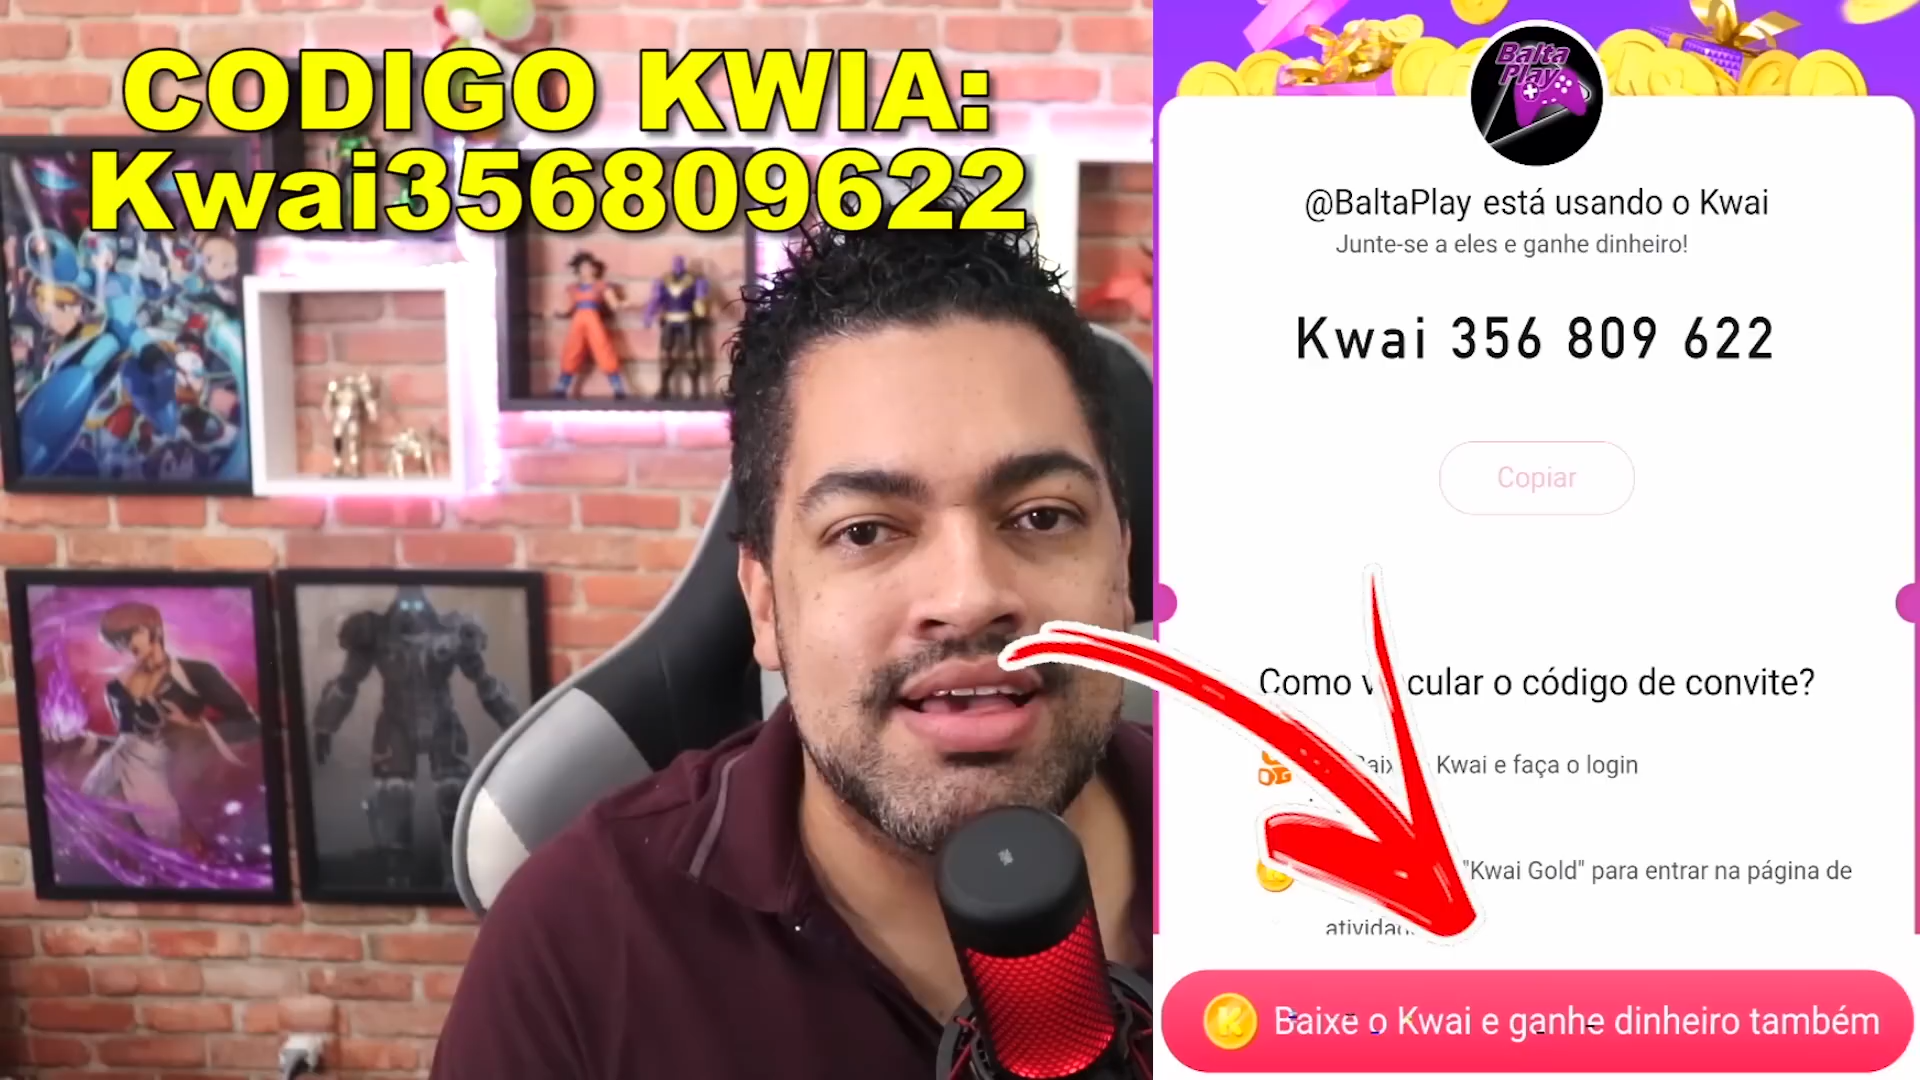 CODIGO KWIA:
Kwai356809622
Balta
Play
@BaltaPlay está usando o Kwai
Junte-se a eles e ganhe dinheiro!
Kwai 356 809 622
Copiar
Como cular o código de convite?
Kwai e faça o login
"Kwai Gold" para entrar na página de
Baixe o Kwai e ganhe dinheiro também